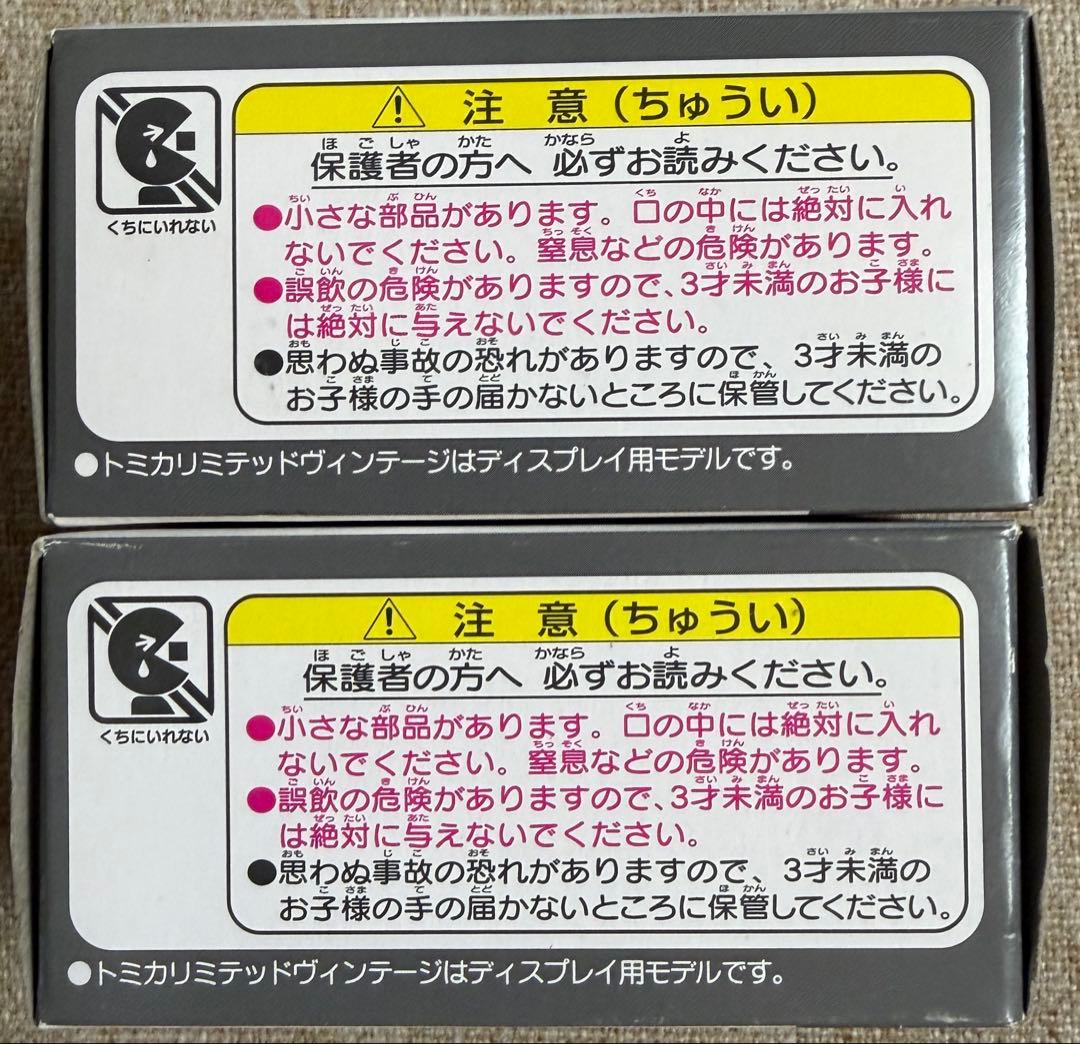 くちにいれない
注意(ちゅうい)
ほごしゃ かた かなら よ
保護者の方へ 必ずお読みください。
ちい ぶひん くち なか ぜったい い
●小さな部品があります。口の中には絶対に入れ
ちっそく きけん
ないでください。窒息などの危険があります。
ごいん きけん さい みまん こさま
●誤飲の危険がありますので、3才未満のお子様に
ぜったい あた
は絶対に与えないでください。
おも じこ おそ さい みまん
●思わぬ事故の恐れがありますので、3才未満の
こさま て とど ほかん
お子様の手の届かないところに保管してください。
●トミカリミテッドヴィンテージはディスプレイ用モデルです。
くちにいれない
注意(ちゅうい)
ほごしゃ かた かなら よ
保護者の方へ 必ずお読みください。
ちい ぶひん くち なか ぜったい い
●小さな部品があります。口の中には絶対に入れ
ちっそく きけん
ないでください。窒息などの危険があります。
ごいん きけん さい みまん こさま
●誤飲の危険がありますので、3才未満のお子様に
ぜったい あた
は絶対に与えないでください。
おも じこ おそ さい みまん
●思わぬ事故の恐れがありますので、3才未満の
こさま て とど ほかん
お子様の手の届かないところに保管してください。
●トミカリミテッドヴィンテージはディスプレイ用モデルです。